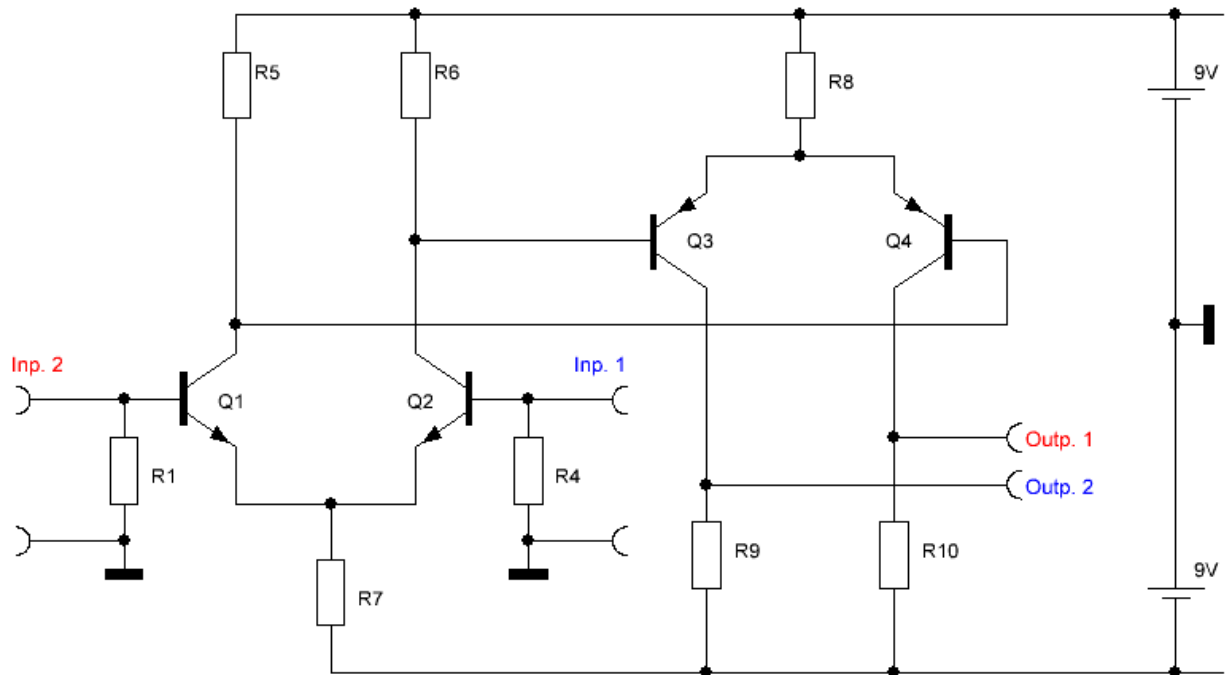 R5
R6
R8
9V
Q3
Q4
Inp. 2
Inp. 1
Q1
Q2
Outp. 1
R1
R4
Outp. 2
R9
R10
9V
R7